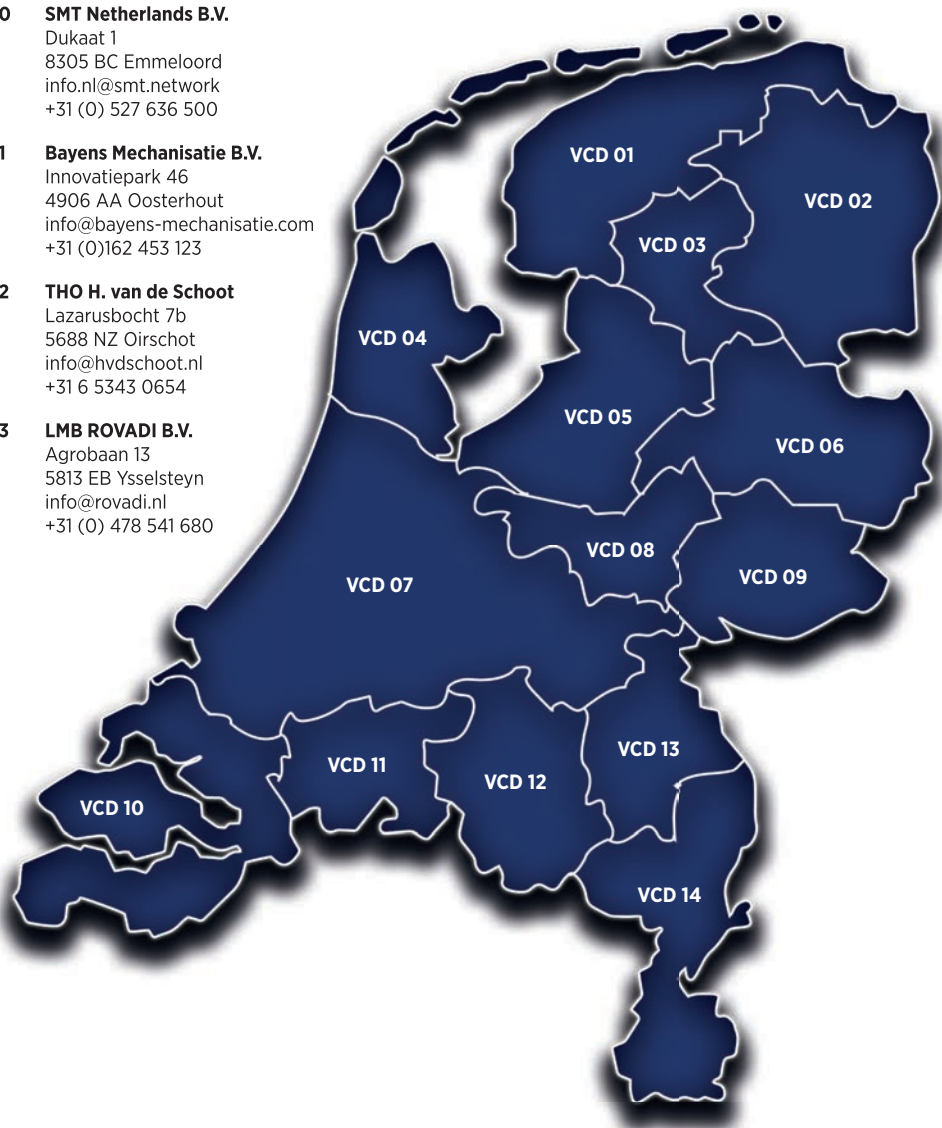 0 SMT Netherlands B.V.
Dukaat 1
8305 BC Emmeloord
info.nl@smt.network
+31 (0) 527 636 500
1 Bayens Mechanisatie B.V.
Innovatiepark 46
4906 AA Oosterhout
info@bayens-mechanisatie.com
+31 (0)162 453 123
2 THO H. van de Schoot
Lazarusbocht 7b
5688 NZ Oirschot
info@hvdschoot.nl
+31 6 5343 0654
3 LMB ROVADI B.V.
Agrobaan 13
5813 EB Ysselsteyn
info@rovadi.nl
+31 (0) 478 541 680
VCD 01
VCD 02
VCD 03
VCD 04
VCD 05
VCD 06
VCD 08
VCD 09
VCD 07
VCD 13
VCD 11
VCD 12
VCD 10
VCD 14